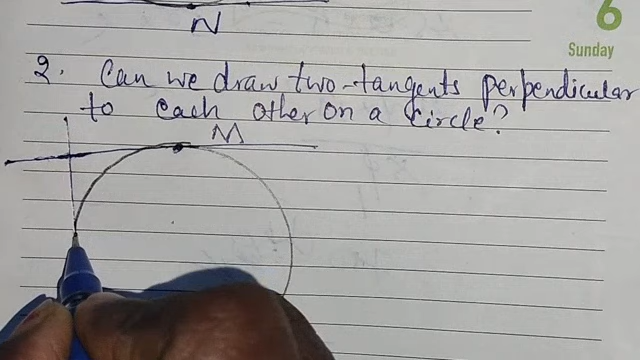 N
6
Sunday
2. Can we draw two-tangents perpendicular
to each other on a circle?
M